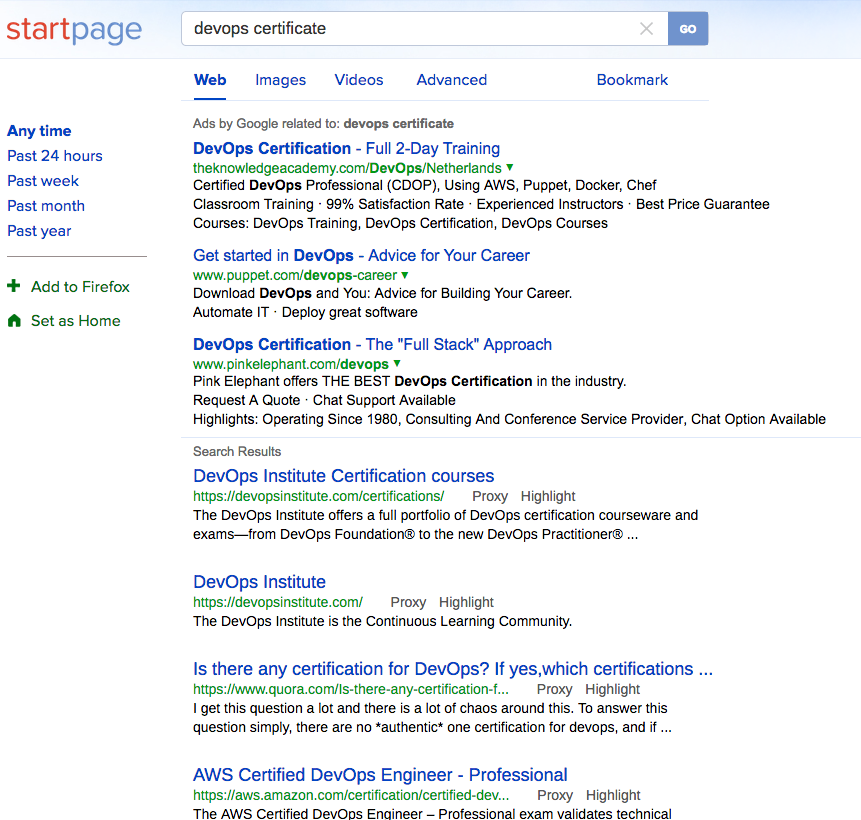 startpage
devops certificate
GO
Web Images Videos Advanced Bookmark
Any time
Past 24 hours
Past week
Past month
Past year
Add to Firefox
Set as Home
Ads by Google related to: devops certificate
DevOps Certification - Full 2-Day Training
theknowledgeacademy.com/DevOps/Netherlands
Certified DevOps Professional (CDOP), Using AWS, Puppet, Docker, Chef
Classroom Training · 99% Satisfaction Rate · Experienced Instructors · Best Price Guarantee
Courses: DevOps Training, DevOps Certification, DevOps Courses
Get started in DevOps - Advice for Your Career
www.puppet.com/devops-career
Download DevOps and You: Advice for Building Your Career.
Automate IT · Deploy great software
DevOps Certification - The "Full Stack" Approach
www.pinkelephant.com/devops
Pink Elephant offers THE BEST DevOps Certification in the industry.
Request A Quote · Chat Support Available
Highlights: Operating Since 1980, Consulting And Conference Service Provider, Chat Option Available
Search Results
DevOps Institute Certification courses
https://devopsinstitute.com/certifications/ Proxy Highlight
The DevOps Institute offers a full portfolio of DevOps certification courseware and
exams—from DevOps Foundation® to the new DevOps Practitioner® ...
DevOps Institute
https://devopsinstitute.com/ Proxy Highlight
The DevOps Institute is the Continuous Learning Community.
Is there any certification for DevOps? If yes,which certifications ...
https://www.quora.com/Is-there-any-certification-f... Proxy Highlight
I get this question a lot and there is a lot of chaos around this. To answer this
question simply, there are no *authentic* one certification for devops, and if ...
AWS Certified DevOps Engineer - Professional
https://aws.amazon.com/certification/certified-dev... Proxy Highlight
The AWS Certified DevOps Engineer – Professional exam validates technical